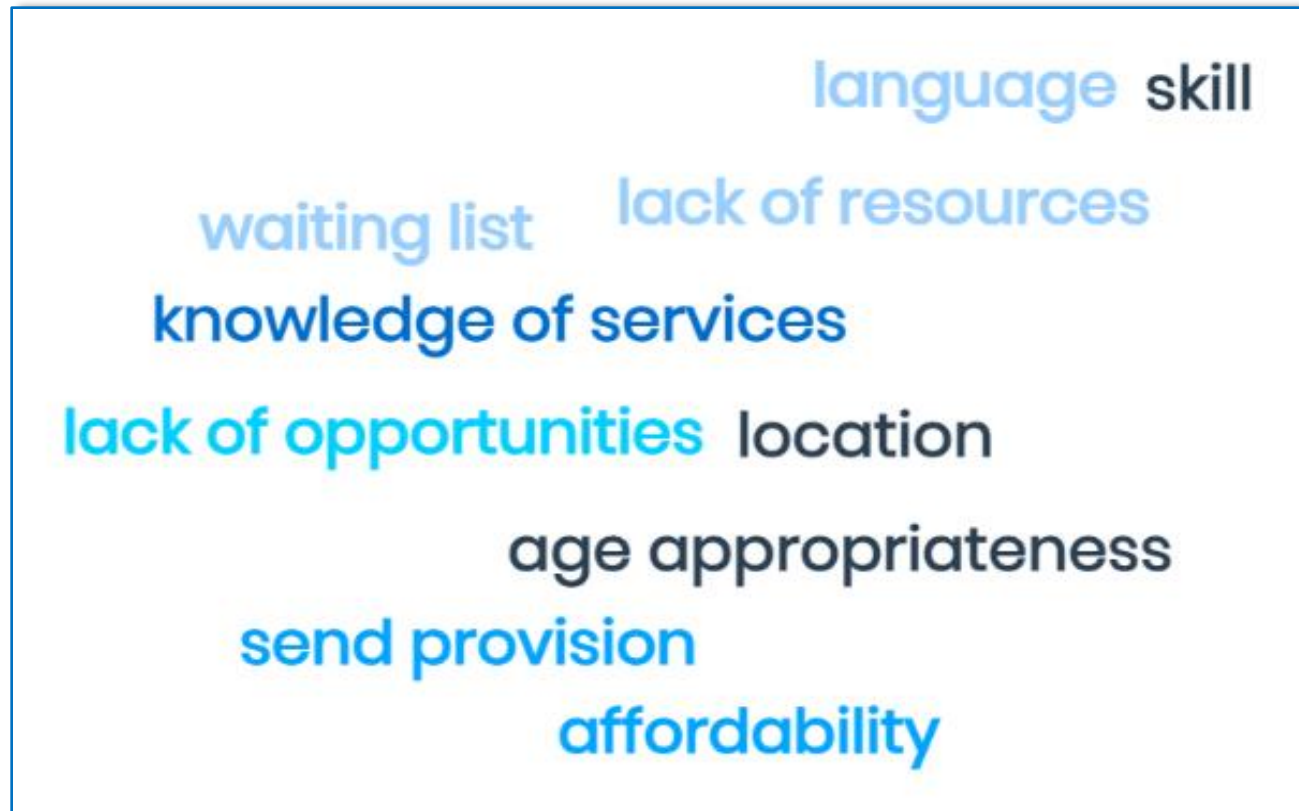 language skill
lack of resources
waiting list
knowledge of services
lack of opportunities location
age appropriateness
send provision
affordability